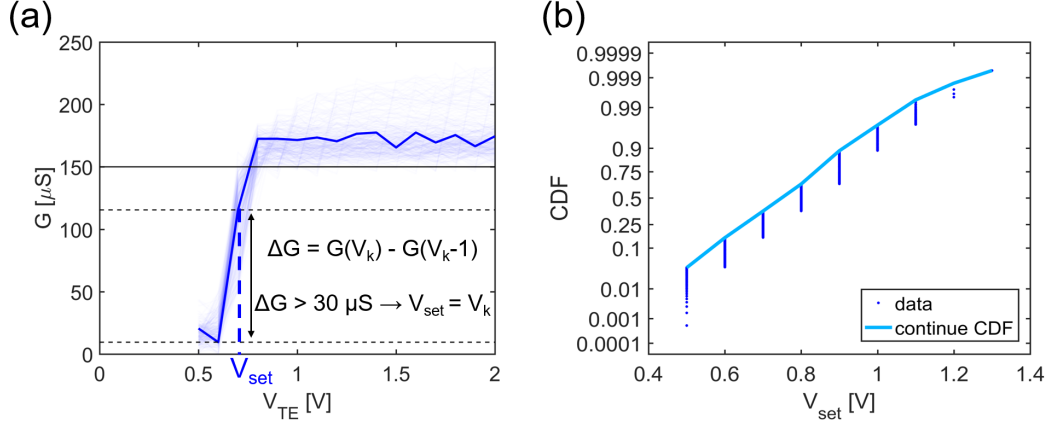 (a)
250
200
150
100
50
0
G [μS]
ΔG = G(V_k) - G(V_k-1)
ΔG > 30 μS → V_set = V_k
0
0.5
1
1.5
2
V_set
V_TE [V]
(b)
0.9999
0.999
0.99
0.9
0.75
0.5
0.25
0.1
0.01
0.001
0.0001
CDF
data
continue CDF
0.4
0.6
0.8
1
1.2
1.4
V_set [V]